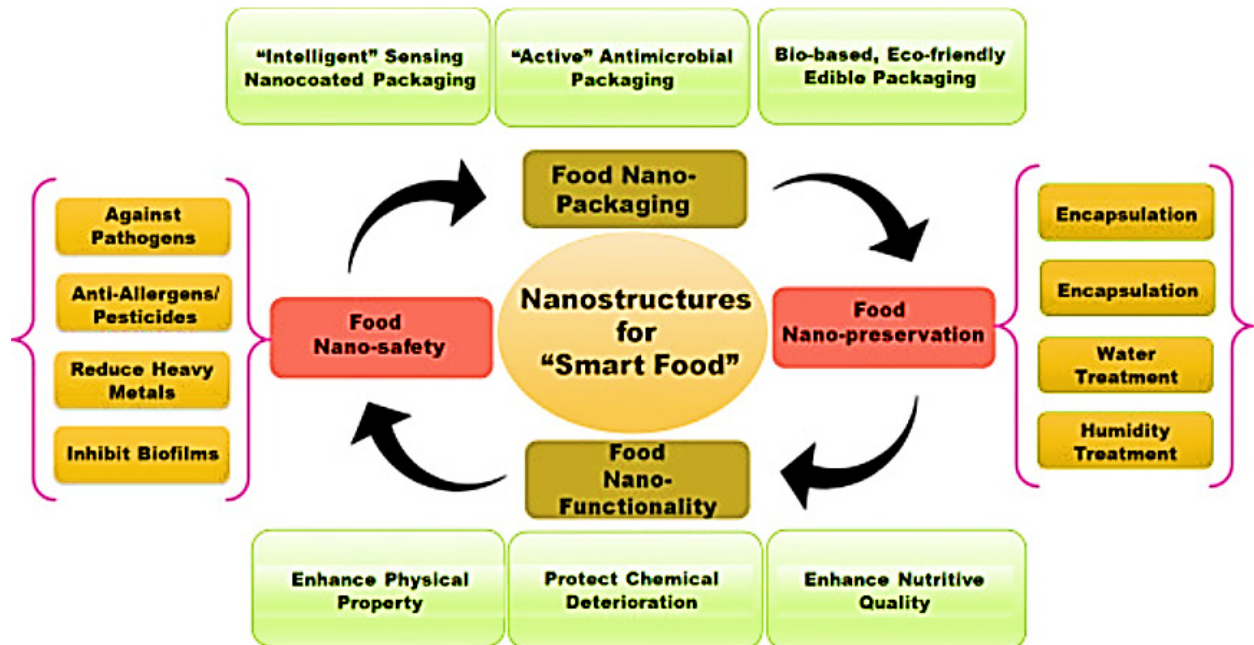 “Intelligent” Sensing
Nanocoated Packaging
“Active” Antimicrobial
Packaging
Bio-based, Eco-friendly
Edible Packaging
Food Nano-
Packaging
Against
Pathogens
Anti-Allergens/
Pesticides
Reduce Heavy
Metals
Inhibit Biofilms
Food
Nano-safety
Nanostructures
for
“Smart Food”
Food
Nano-preservation
Encapsulation
Encapsulation
Water
Treatment
Humidity
Treatment
Food
Nano-
Functionality
Enhance Physical
Property
Protect Chemical
Deterioration
Enhance Nutritive
Quality